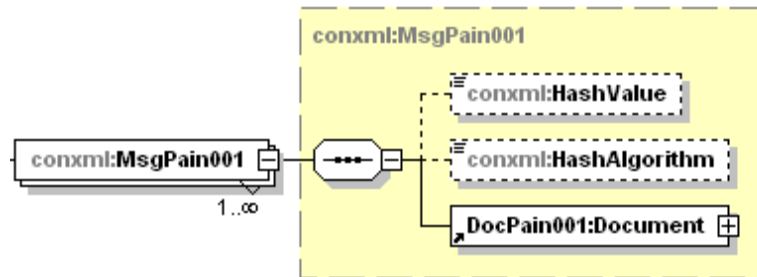 conxml:MsgPain001
conxml:HashValue
conxml:MsgPain001
conxml:HashAlgorithm
1..∞
DocPain001:Document